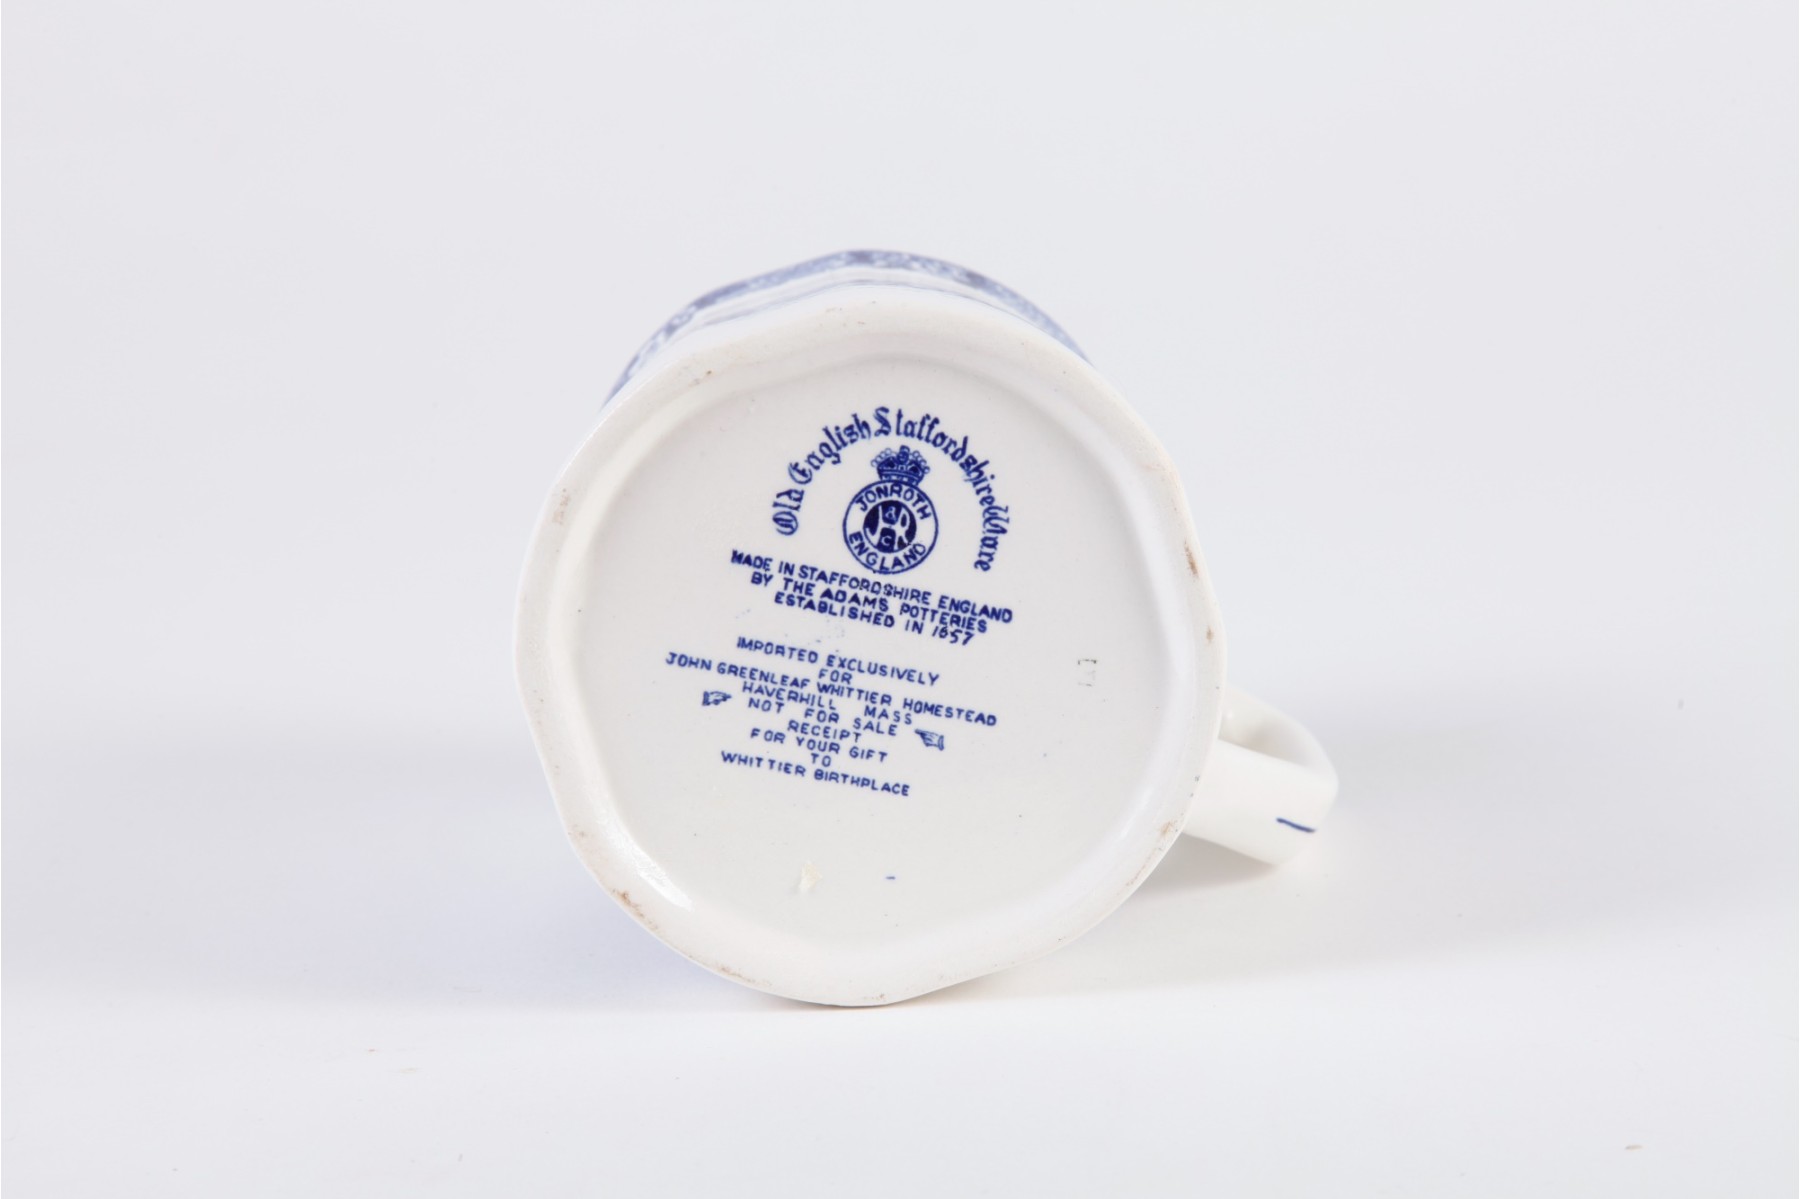 Old English Staffordshire Ware
JONROTH
J & R C
ENGLAND
MADE IN STAFFORDSHIRE ENGLAND
BY THE ADAMS POTTERIES
ESTABLISHED IN 1657
IMPORTED EXCLUSIVELY
FOR
JOHN GREENLEAF WHITTIER HOMESTEAD
HAVERHILL MASS
NOT FOR SALE
RECEIPT
FOR YOUR GIFT
TO
WHITTIER BIRTHPLACE